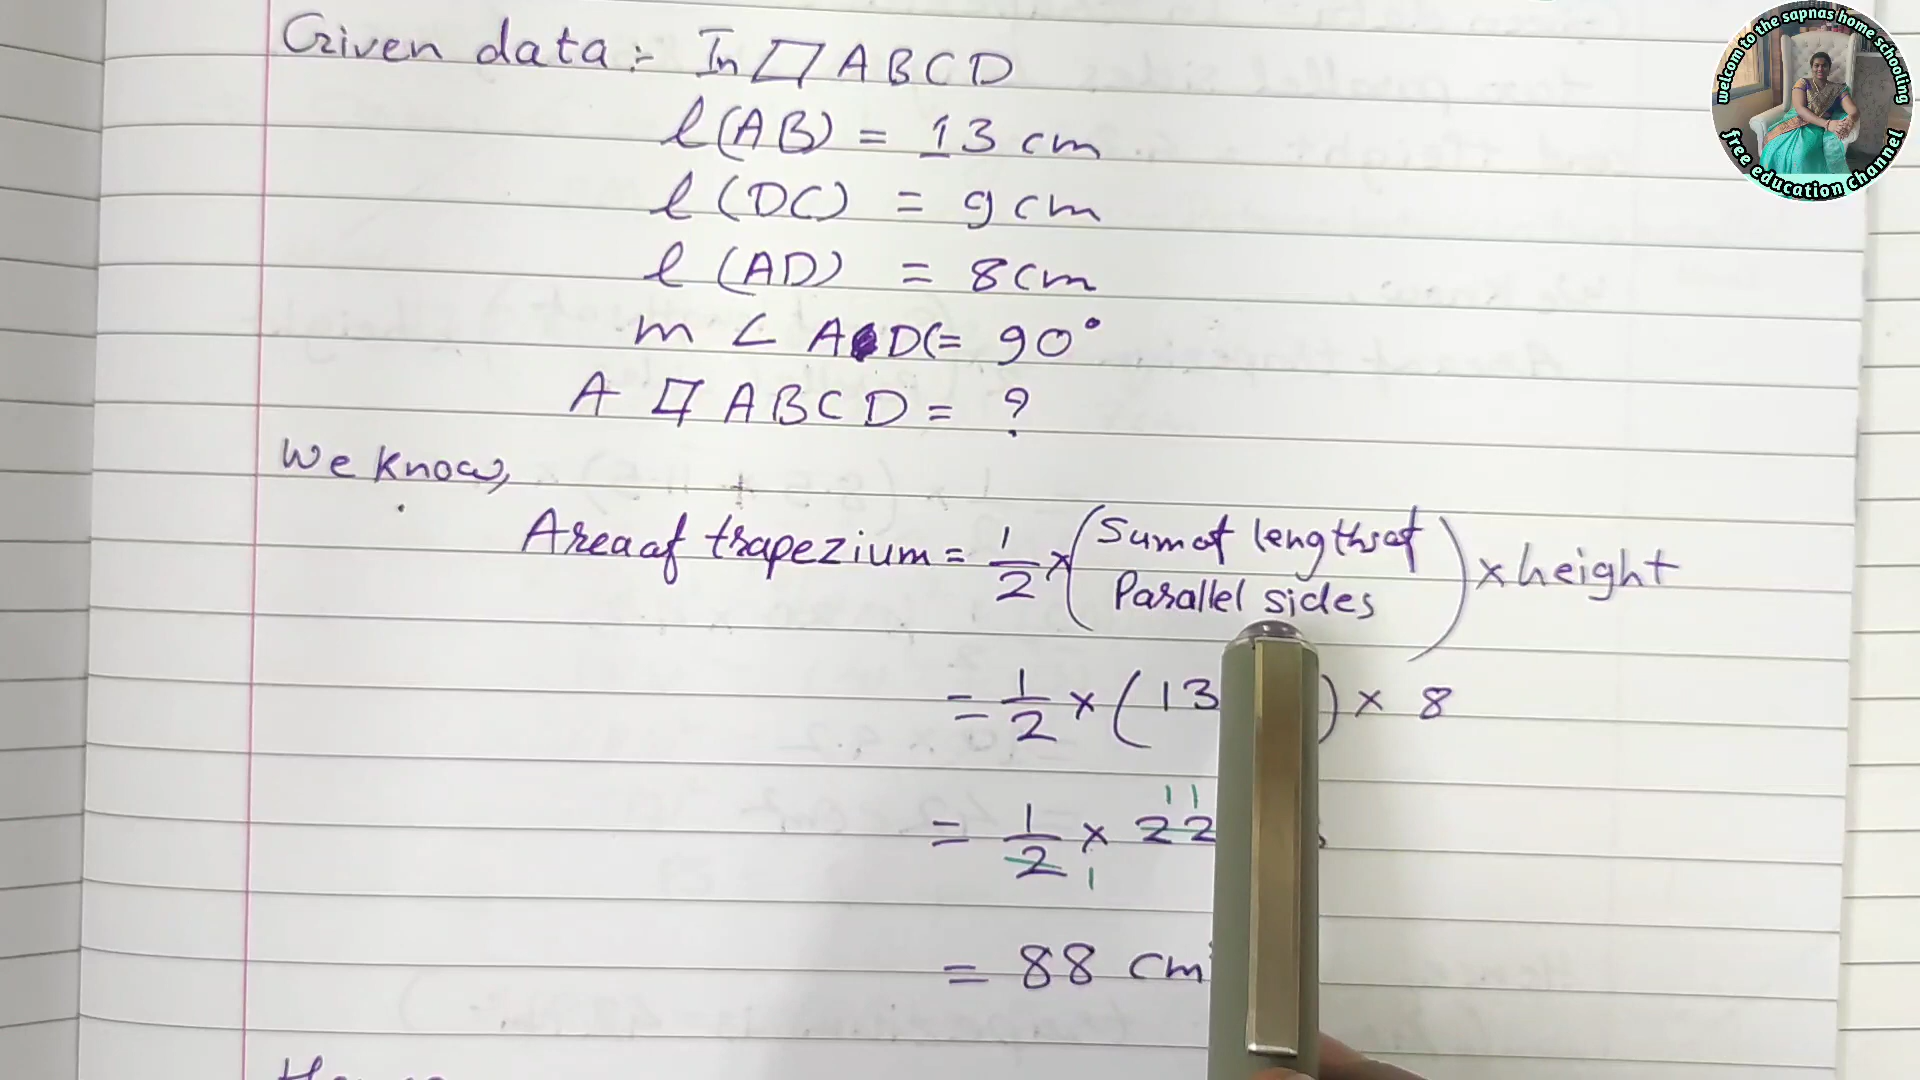 Given data :- In ▱ ABCD
l(AB) = 13 cm
l (DC) = 9 cm
l (AD) = 8 cm
m ∠ ADC = 90°
A ▱ ABCD = ?
We know,
Area of trapezium = 1/2 × (Sum of lengths of Parallel sides) × height
= 1/2 × (13 ) × 8
= 1/2 × 22
11
1
= 88 cm
welcom to the sapnas home schooling
free education channel